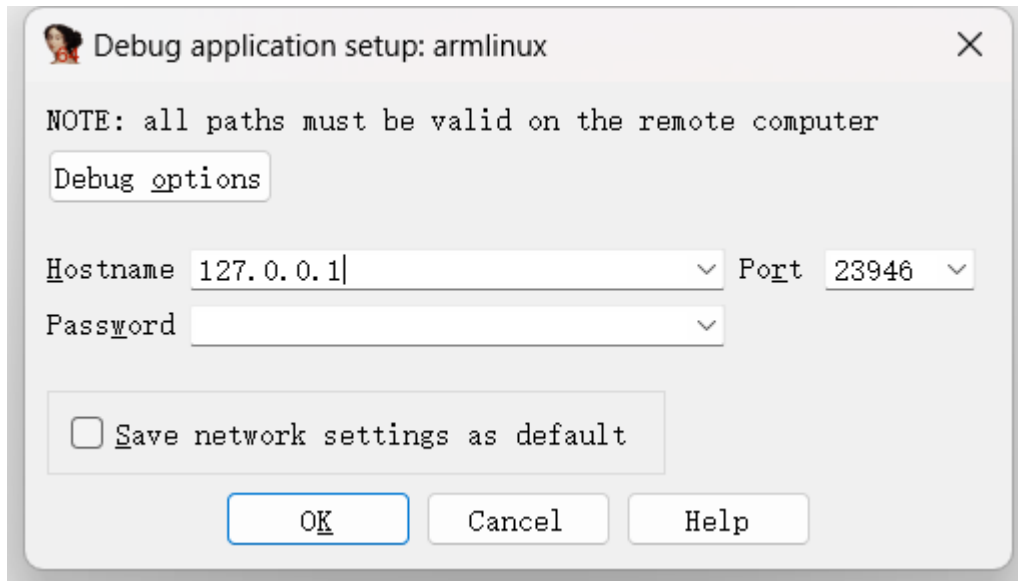 64 Debug application setup: armlinux
NOTE: all paths must be valid on the remote computer
Debug options
Hostname 127.0.0.1 Port 23946
Password
Save network settings as default
OK Cancel Help